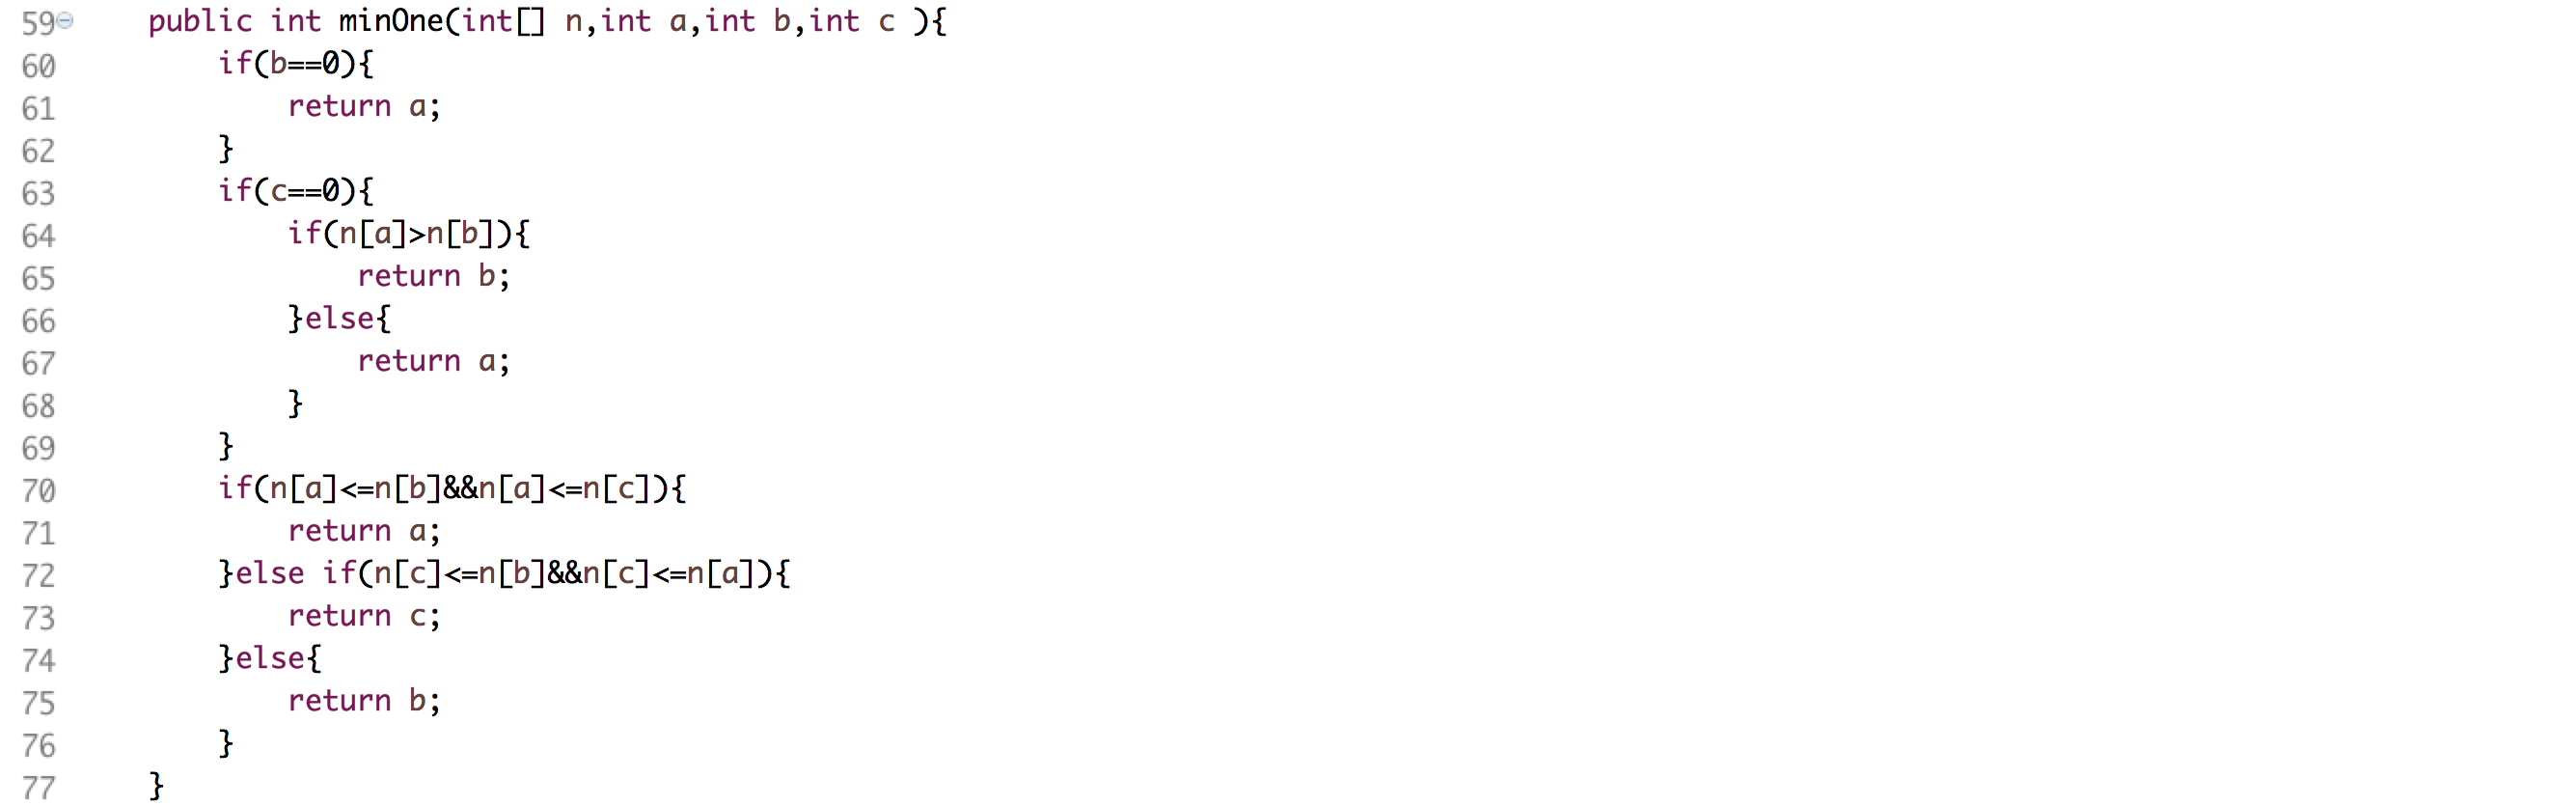 59 public int minOne(int[] n,int a,int b,int c ){
60 if(b==0){
61 return a;
62 }
63 if(c==0){
64 if(n[a]>n[b]){
65 return b;
66 }else{
67 return a;
68 }
69 }
70 if(n[a]<=n[b]&&n[a]<=n[c]){
71 return a;
72 }else if(n[c]<=n[b]&&n[c]<=n[a]){
73 return c;
74 }else{
75 return b;
76 }
77 }